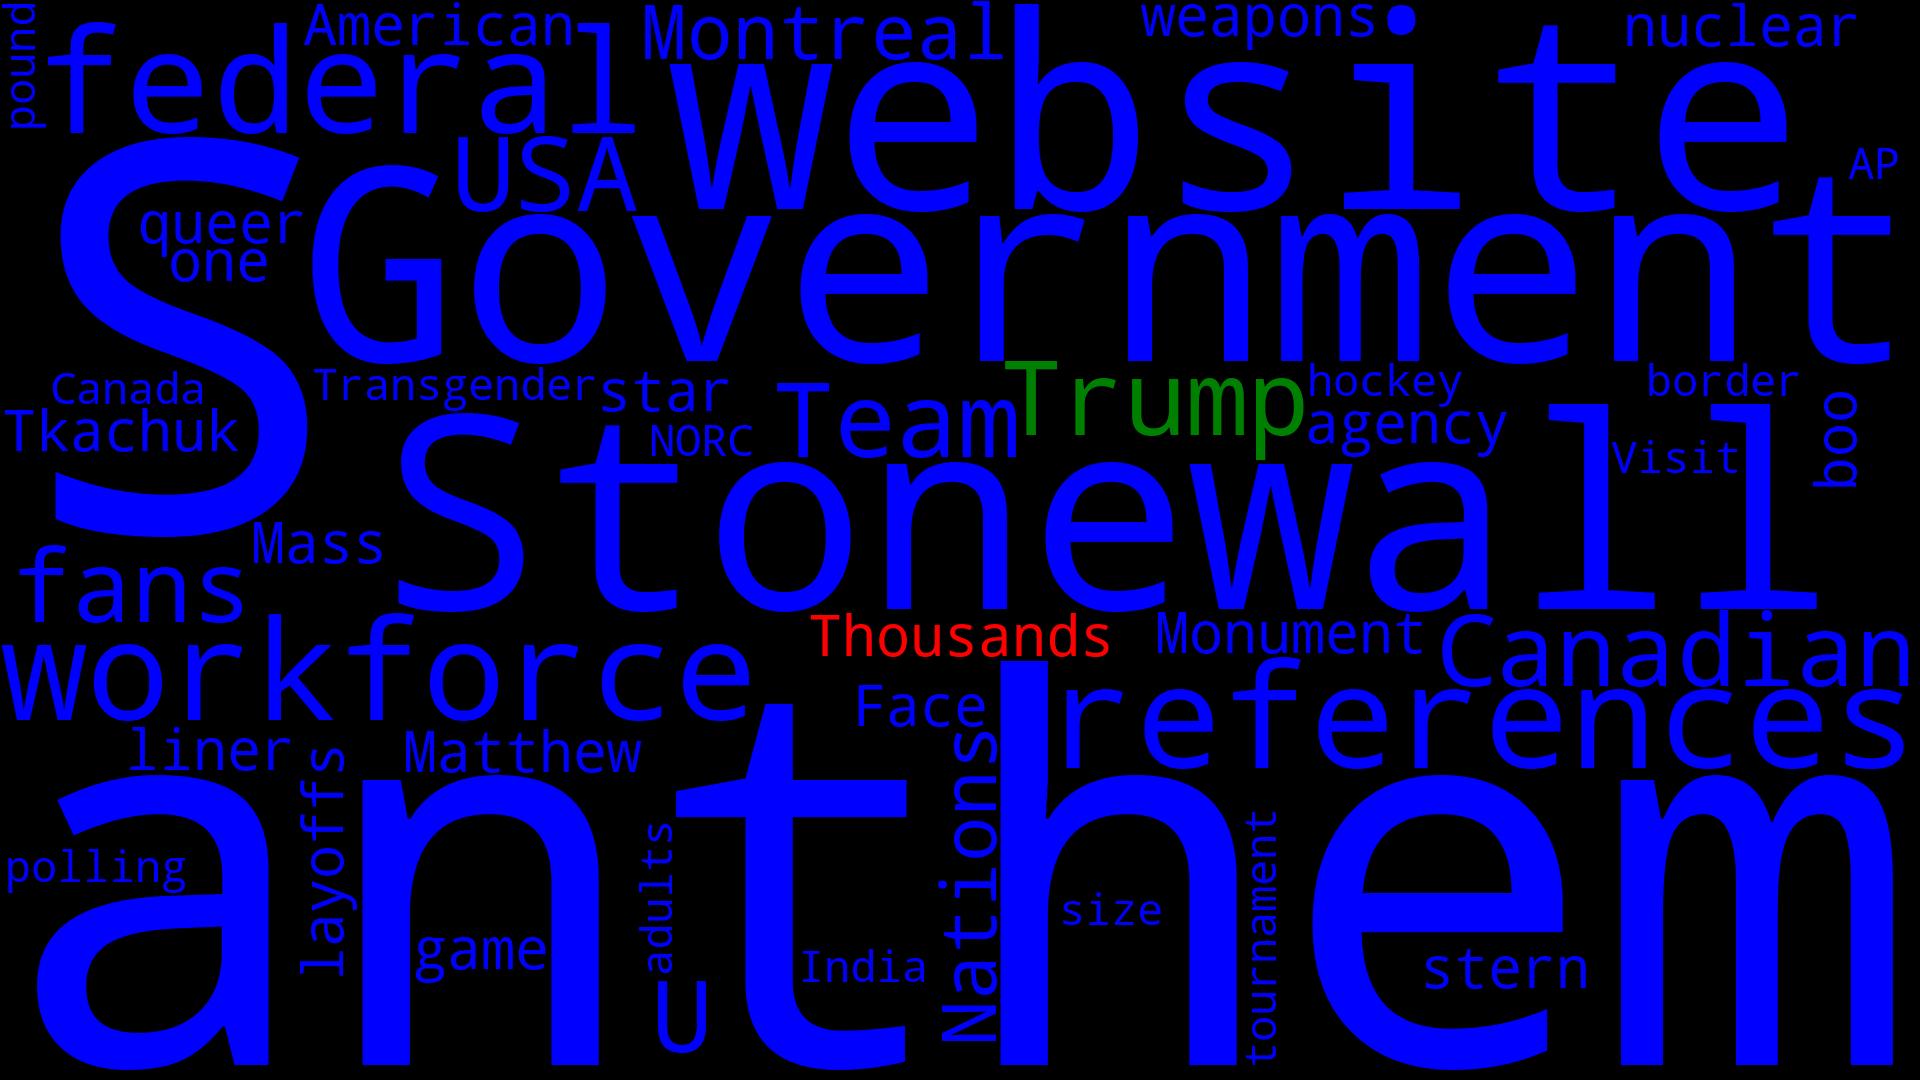 pound
federal
American
Montreal
weapons
nuclear
website
USA
AP
S
queer
one
Government
Canada
Tkachuk
Transgender
star
NORC
Team
Trump
hockey
agency
border
Visit
boo
Stonewall
Mass
fans
workforce
Thousands
Monument
Canadian
Face
references
liner
layoffs
Matthew
Nations
anthem
polling
game
adults
U
India
size
tournament
stern